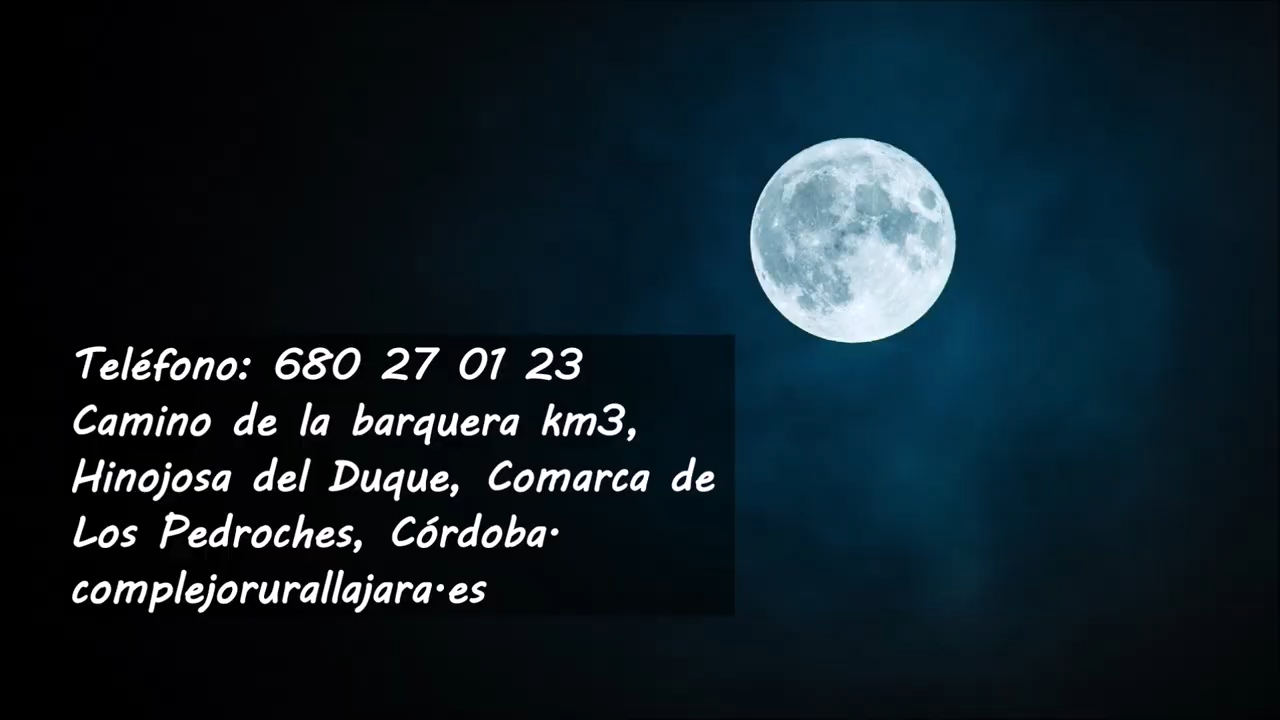 Teléfono: 680 27 01 23
Camino de la barquera km3,
Hinojosa del Duque, Comarca de
Los Pedroches, Córdoba.
complejorurallajara.es